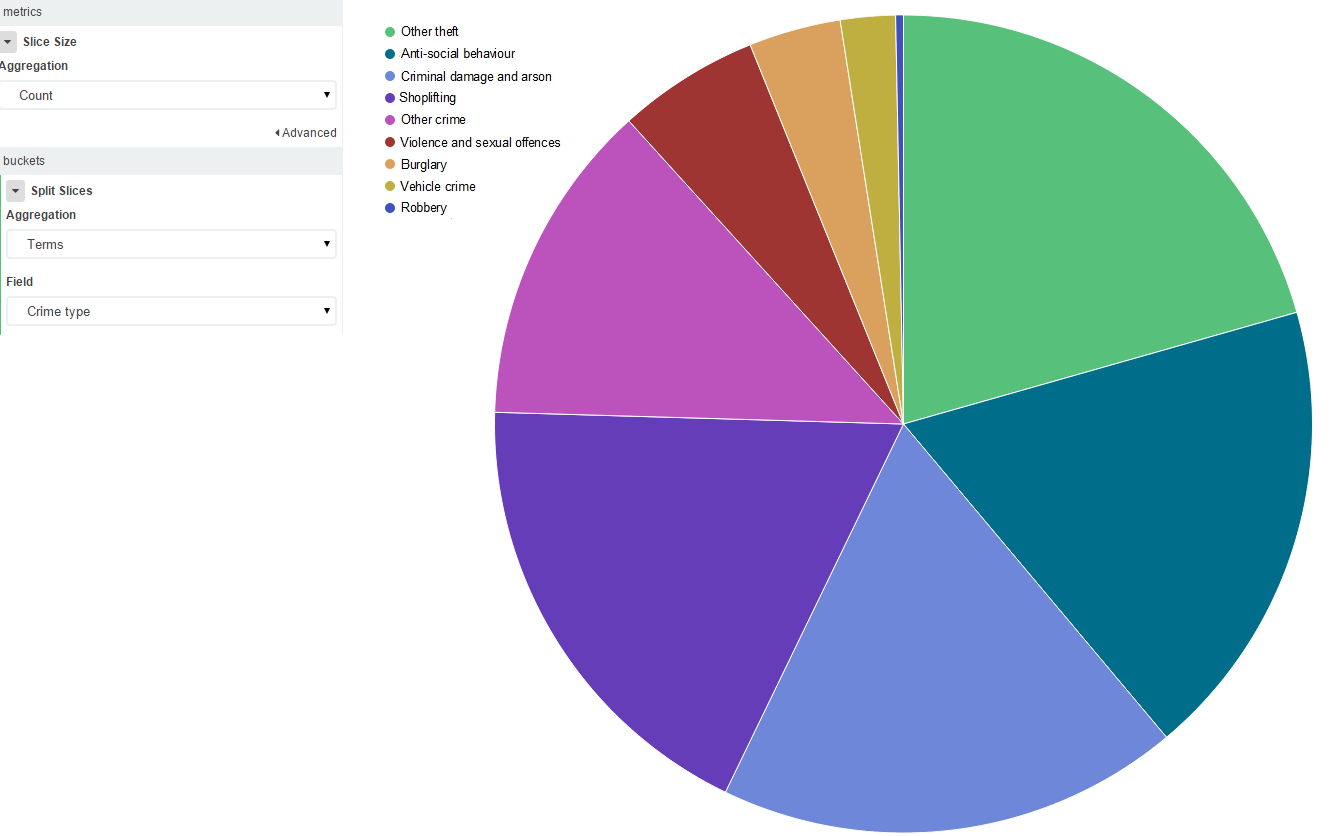 metrics
Slice Size
Aggregation
Count
Advanced
buckets
Split Slices
Aggregation
Terms
Field
Crime type
Other theft
Anti-social behaviour
Criminal damage and arson
Shoplifting
Other crime
Violence and sexual offences
Burglary
Vehicle crime
Robbery